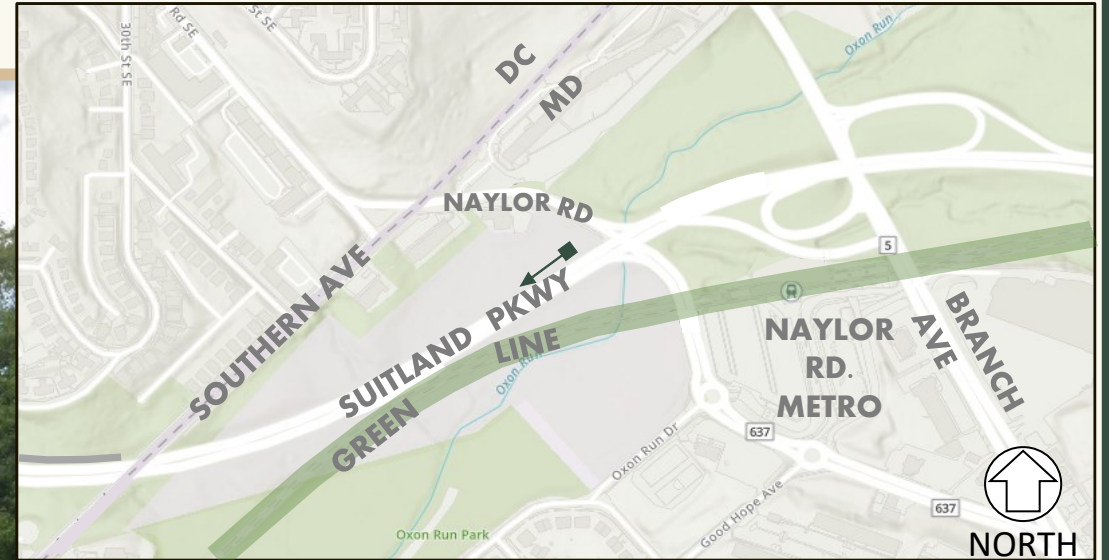 30th St SE
Rd SE
St SE
DC
MD
Oxon Run
NAYLOR RD
SOUTHERN AVE
5
SUITLAND PKWY
GREEN LINE
Oxon Run
NAYLOR
RD.
METRO
BRANCH
AVE
Oxon Run Dr
637
Good Hope Ave
637
Oxon Run Park
NORTH